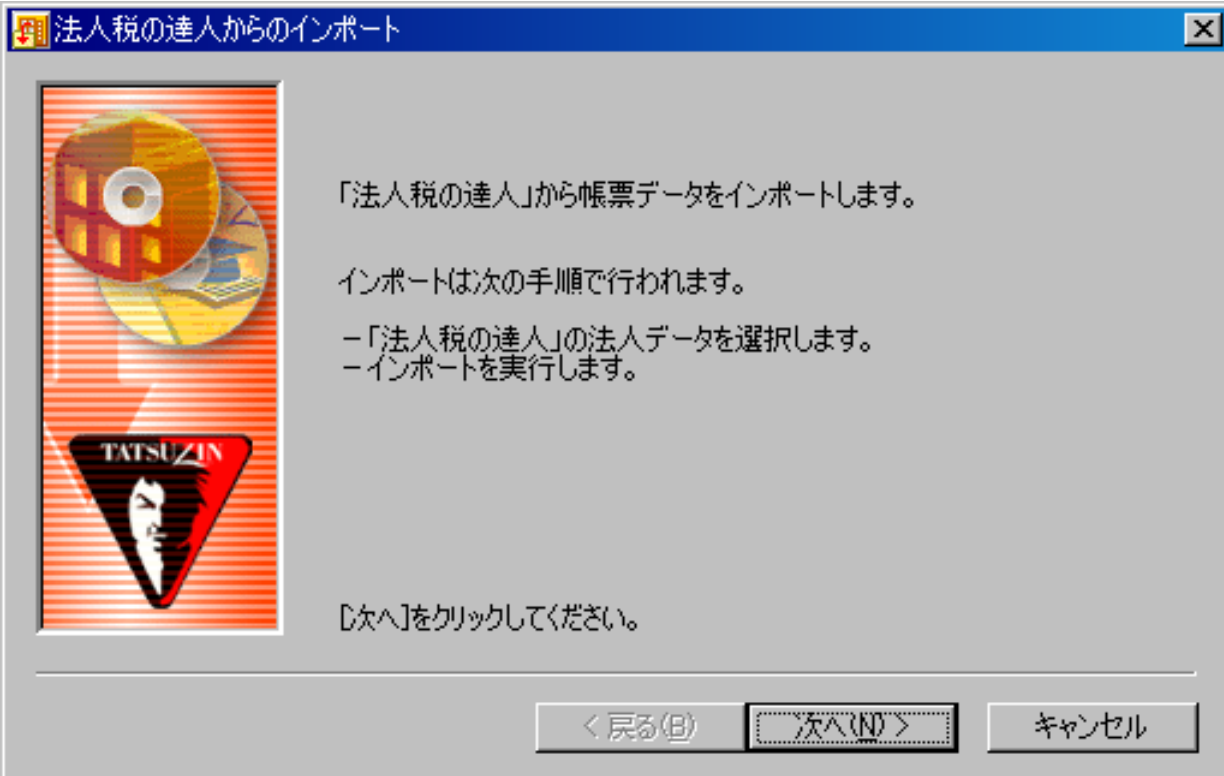 法人税の達人からのインポート
「法人税の達人」から帳票データをインポートします。
インポートは次の手順で行われます。
－「法人税の達人」の法人データを選択します。
－インポートを実行します。
TATSUZIN
[次へ]をクリックしてください。
< 戻る(B)
次へ(N) >
キャンセル